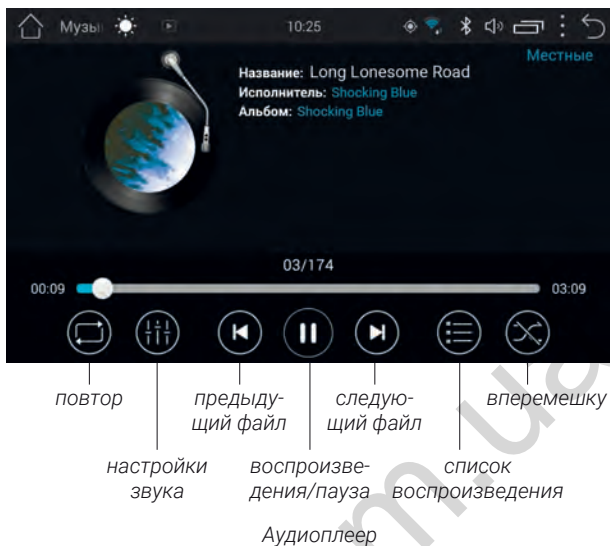 Музы
10:25
Местные
Название: Long Lonesome Road
Исполнитель: Shocking Blue
Альбом: Shocking Blue
03/174
00:09
03:09
повтор
предыду-
щий файл
следую-
щий файл
вперемешку
настройки
звука
воспроизве-
дения/пауза
список
воспроизведения
Аудиоплеер
m.ua